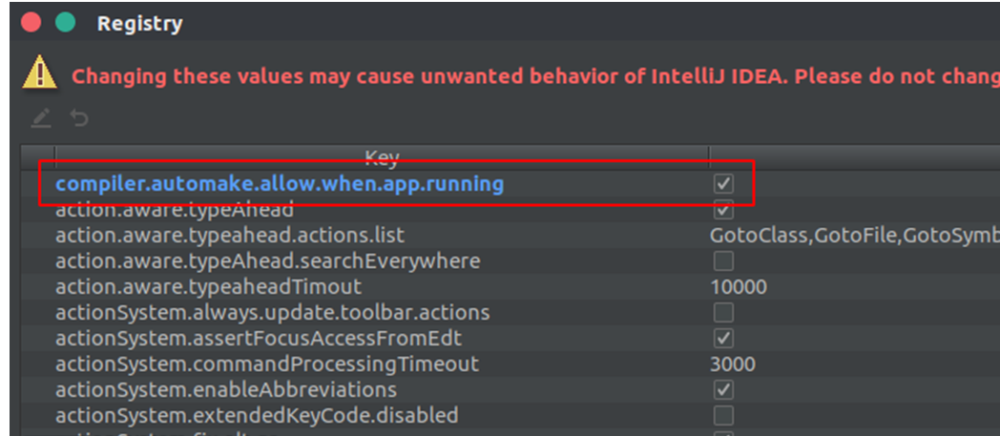 Registry
Changing these values may cause unwanted behavior of IntelliJ IDEA. Please do not chang
Key
compiler.automake.allow.when.app.running
action.aware.typeAhead
action.aware.typeahead.actions.list GotoClass,GotoFile,GotoSymb
action.aware.typeAhead.searchEverywhere
action.aware.typeaheadTimout 10000
actionSystem.always.update.toolbar.actions
actionSystem.assertFocusAccessFromEdt
actionSystem.commandProcessingTimeout 3000
actionSystem.enableAbbreviations
actionSystem.extendedKeyCode.disabled